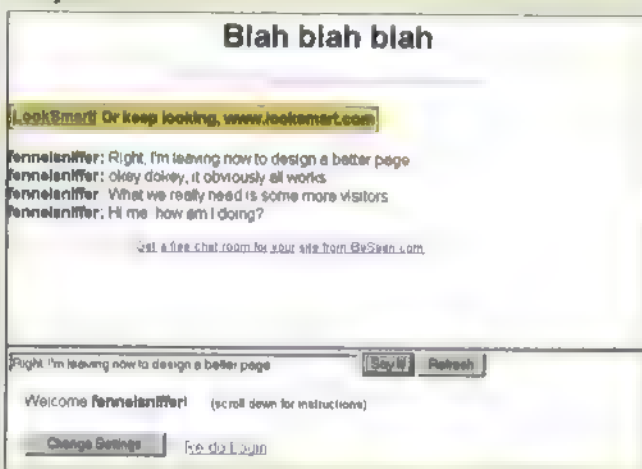 Blah blah blah
LookSmart! Or keep looking, www.looksmart.com
fennelsniffer: Right, I'm leaving now to design a better page
fennelsniffer: okey dokey, it obviously all works
fennelsniffer: What we really need is some more visitors
fennelsniffer: Hi me how am I doing?
Get a free chat room for your site from BeSeen.com
Right, I'm leaving now to design a better page Say it! Refresh
Welcome fennelsniffer! (scroll down for instructions)
Change Settings Re-do Login